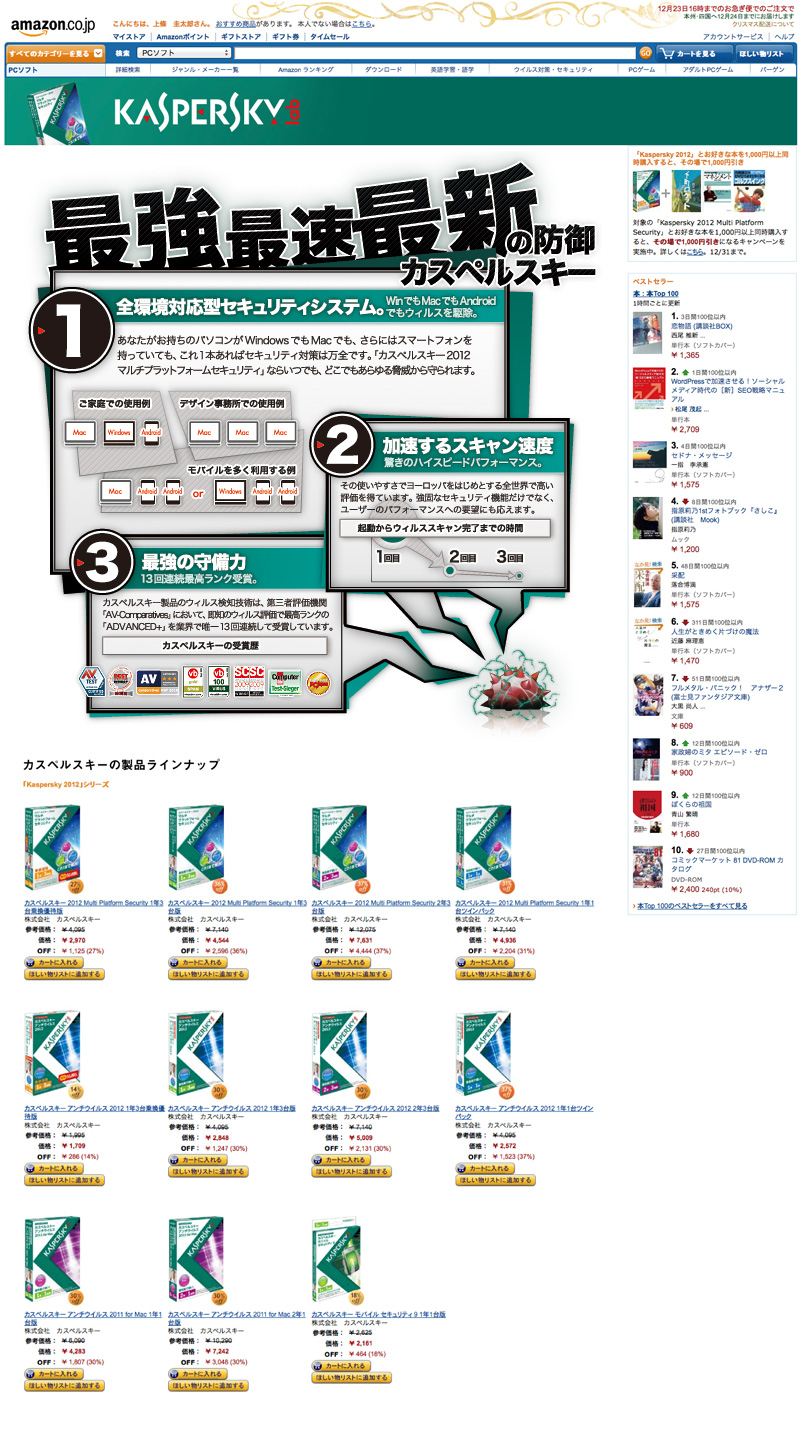 amazon.co.jp
こんにちは、上條 圭太郎さん。おすすめ商品があります。 本人でない場合はこちら。
マイストア | Amazonポイント | ギフトストア | ギフト券 | タイムセール
12月23日16時までのお急ぎ便でのご注文で
本州・四国へ12月24日までにお届けします
クリスマス配送について
アカウントサービス | ヘルプ
すべてのカテゴリーを見る
検索 PCソフト GO カートを見る ほしい物リスト
PCソフト 詳細検索 ジャンル・メーカー一覧 Amazon ランキング ダウンロード 英語学習・語学 ウイルス対策・セキュリティ PCゲーム アダルトPCゲーム バーゲン
KASPERSKY lab
最強最速最新の防御
カスペルスキー
1 全環境対応型セキュリティシステム。
WinでもMacでもAndroid
でもウィルスを駆除。
あなたがお持ちのパソコンがWindowsでもMacでも、さらにはスマートフォンを
持っていても、これ1本あればセキュリティ対策は万全です。「カスペルスキー2012
マルチプラットフォームセキュリティ」ならいつでも、どこでもあらゆる脅威から守られます。
ご家庭での使用例
Mac Windows Android
デザイン事務所での使用例
Mac Mac Mac
モバイルを多く利用する例
Mac Android Android or Windows Android Android
2 加速するスキャン速度
驚きのハイスピードパフォーマンス。
その使いやすさでヨーロッパをはじめとする全世界で高い
評価を得ています。強固なセキュリティ機能だけでなく、
ユーザーのパフォーマンスへの要望にも応えます。
起動からウィルススキャン完了までの時間
1回目 2回目 3回目
3 最強の守備力
13回連続最高ランク受賞。
カスペルスキー製品のウィルス検知技術は、第三者評価機関
「AV-Comparatives」において、既知のウィルス評価で最高ランクの
「ADVANCED+」を業界で唯一13回連続して受賞しています。
カスペルスキーの受賞歴
AV TEST
AV
VB 100
SCSC
Computer
Test-Sieger
カスペルスキーの製品ラインナップ
「Kaspersky 2012」シリーズ
27% off
カスペルスキー 2012 Multi Platform Security 1年3
台乗換優待版
株式会社 カスペルスキー
参考価格： ￥ 4,095
価格： ￥ 2,970
OFF： ￥ 1,125 (27%)
カートに入れる
ほしい物リストに追加する
36% off
カスペルスキー 2012 Multi Platform Security 1年3
台版
株式会社 カスペルスキー
参考価格： ￥ 7,140
価格： ￥ 4,544
OFF： ￥ 2,596 (36%)
カートに入れる
ほしい物リストに追加する
37% off
カスペルスキー 2012 Multi Platform Security 2年3
台版
株式会社 カスペルスキー
参考価格： ￥ 12,075
価格： ￥ 7,631
OFF： ￥ 4,444 (37%)
カートに入れる
ほしい物リストに追加する
31% off
カスペルスキー 2012 Multi Platform Security 1年1
台ツインパック
株式会社 カスペルスキー
参考価格： ￥ 7,140
価格： ￥ 4,936
OFF： ￥ 2,204 (31%)
カートに入れる
ほしい物リストに追加する
14% off
カスペルスキー アンチウイルス 2012 1年3台乗換優
待版
株式会社 カスペルスキー
参考価格： ￥ 1,995
価格： ￥ 1,709
OFF： ￥ 286 (14%)
カートに入れる
ほしい物リストに追加する
30% off
カスペルスキー アンチウイルス 2012 1年3台版
株式会社 カスペルスキー
参考価格： ￥ 4,095
価格： ￥ 2,848
OFF： ￥ 1,247 (30%)
カートに入れる
ほしい物リストに追加する
30% off
カスペルスキー アンチウイルス 2012 2年3台版
株式会社 カスペルスキー
参考価格： ￥ 7,140
価格： ￥ 5,009
OFF： ￥ 2,131 (30%)
カートに入れる
ほしい物リストに追加する
37% off
カスペルスキー アンチウイルス 2012 1年1台ツイン
パック
株式会社 カスペルスキー
参考価格： ￥ 4,095
価格： ￥ 2,572
OFF： ￥ 1,523 (37%)
カートに入れる
ほしい物リストに追加する
30% off
カスペルスキー アンチウイルス 2011 for Mac 1年1
台版
株式会社 カスペルスキー
参考価格： ￥ 6,090
価格： ￥ 4,283
OFF： ￥ 1,807 (30%)
カートに入れる
ほしい物リストに追加する
30% off
カスペルスキー アンチウイルス 2011 for Mac 2年1
台版
株式会社 カスペルスキー
参考価格： ￥ 10,290
価格： ￥ 7,242
OFF： ￥ 3,048 (30%)
カートに入れる
ほしい物リストに追加する
18% off
カスペルスキー モバイル セキュリティ 9 1年1台版
株式会社 カスペルスキー
参考価格： ￥ 2,625
価格： ￥ 2,161
OFF： ￥ 464 (18%)
カートに入れる
ほしい物リストに追加する
「Kaspersky 2012」とお好きな本を1,000円以上同
時購入すると、その場で1,000円引き
対象の「Kaspersky 2012 Multi Platform
Security」とお好きな本を1,000円以上同時購入す
ると、その場で1,000円引きになるキャンペーンを
実施中。詳しくはこちら。12/31まで。
ベストセラー
本 : 本Top 100
1時間ごとに更新
1. 3日間100位以内
恋物語 (講談社BOX)
西尾 維新 ...
単行本（ソフトカバー）
￥ 1,365
2. 1日間100位以内
WordPressで加速させる！ソーシャル
メディア時代の［新］SEO戦略マニュ
アル
› 松尾 茂起 ...
￥ 2,709
3. 4日間100位以内
セドナ・メッセージ
一指 李承憲
単行本（ソフトカバー）
￥ 1,575
4. 8日間100位以内
指原莉乃1stフォトブック『さしこ』
(講談社 Mook)
指原莉乃
ムック
￥ 1,200
5. 48日間100位以内
采配
落合博満
単行本（ソフトカバー）
￥ 1,575
6. 311日間100位以内
人生がときめく片づけの魔法
近藤 麻理恵
単行本（ソフトカバー）
￥ 1,470
7. 51日間100位以内
フルメタル・パニック！ アナザー2
(富士見ファンタジア文庫)
大黒 尚人 ...
文庫
￥ 609
8. 12日間100位以内
家政婦のミタ エピソード・ゼロ
単行本（ソフトカバー）
￥ 900
9. 12日間100位以内
ぼくらの祖国
青山 繁晴
単行本
￥ 1,680
10. 27日間100位以内
コミックマーケット 81 DVD-ROM カ
タログ
DVD-ROM
￥ 2,400 240pt (10%)
› 本Top 100のベストセラーをすべて見る